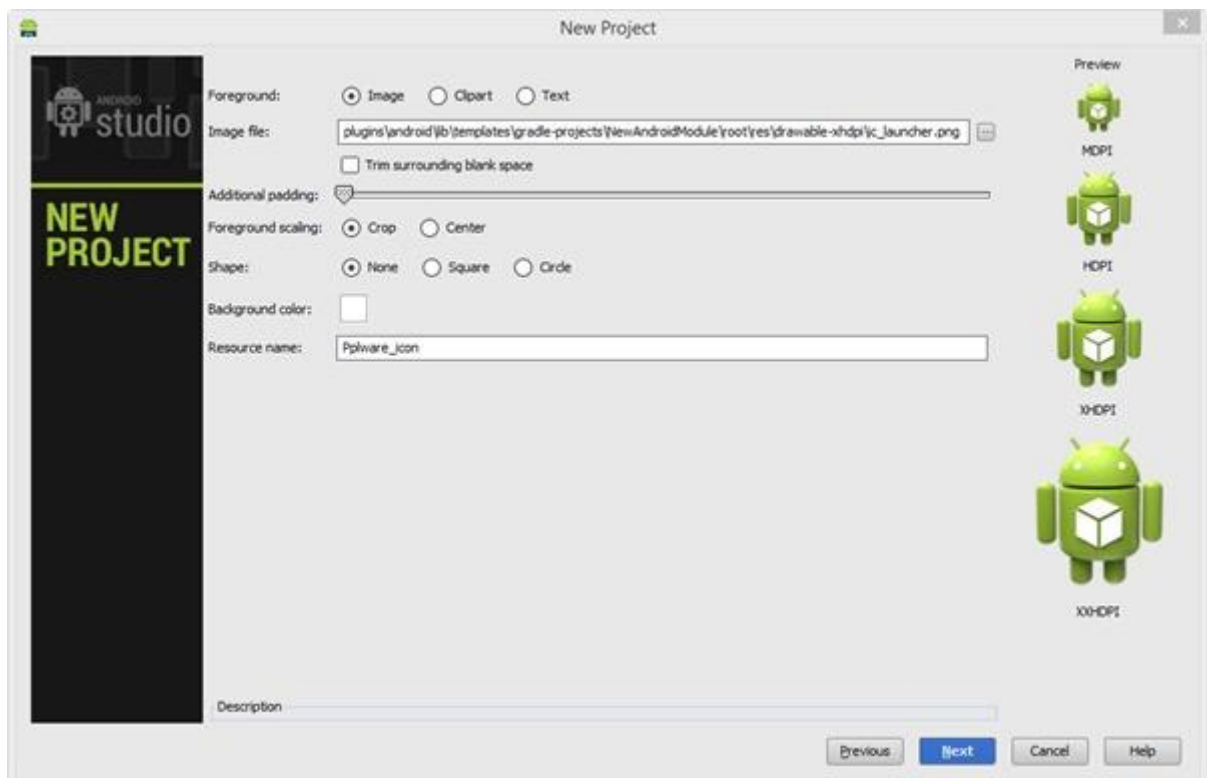 New Project
ANDROID
studio
NEW
PROJECT
Foreground: Image Clipart Text
Image file: plugins\android\lib\templates\gradle-projects\NewAndroidModule\root\res\drawable-xhdpi\ic_launcher.png ...
Trim surrounding blank space
Additional padding:
Foreground scaling: Crop Center
Shape: None Square Circle
Background color:
Resource name: Pplware_icon
Preview
MDPI
HDPI
XHDPI
XXHDPI
Description
Previous Next Cancel Help